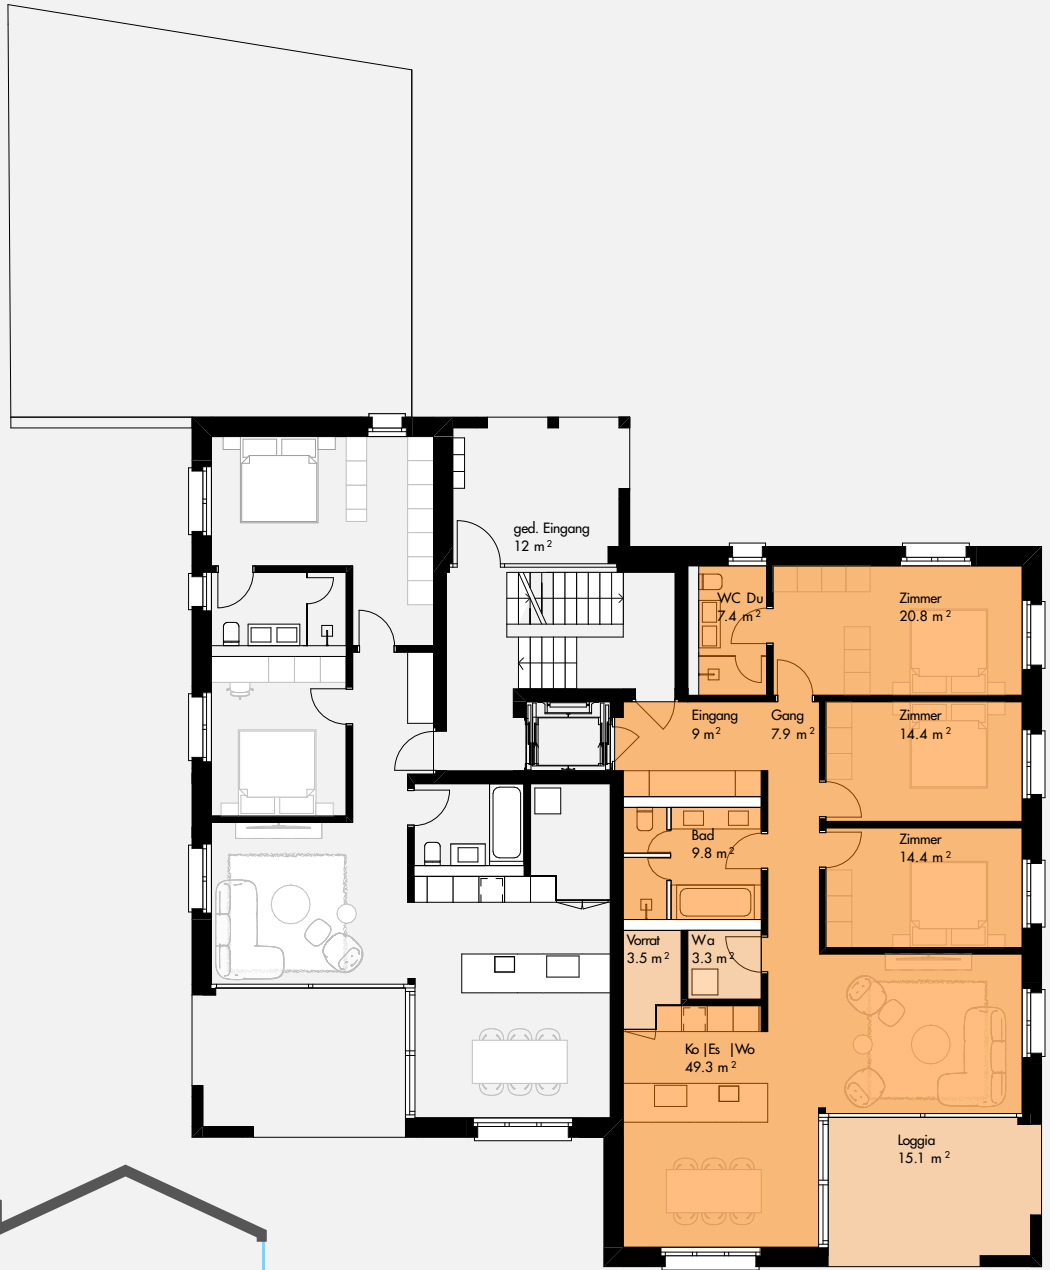 ged. Eingang
12 m²
WC Du
7.4 m²
Zimmer
20.8 m²
Eingang
9 m²
Gang
7.9 m²
Zimmer
14.4 m²
Bad
9.8 m²
Zimmer
14.4 m²
Vorrat
3.5 m²
Wa
3.3 m²
Ko |Es |Wo
49.3 m²
Loggia
15.1 m²